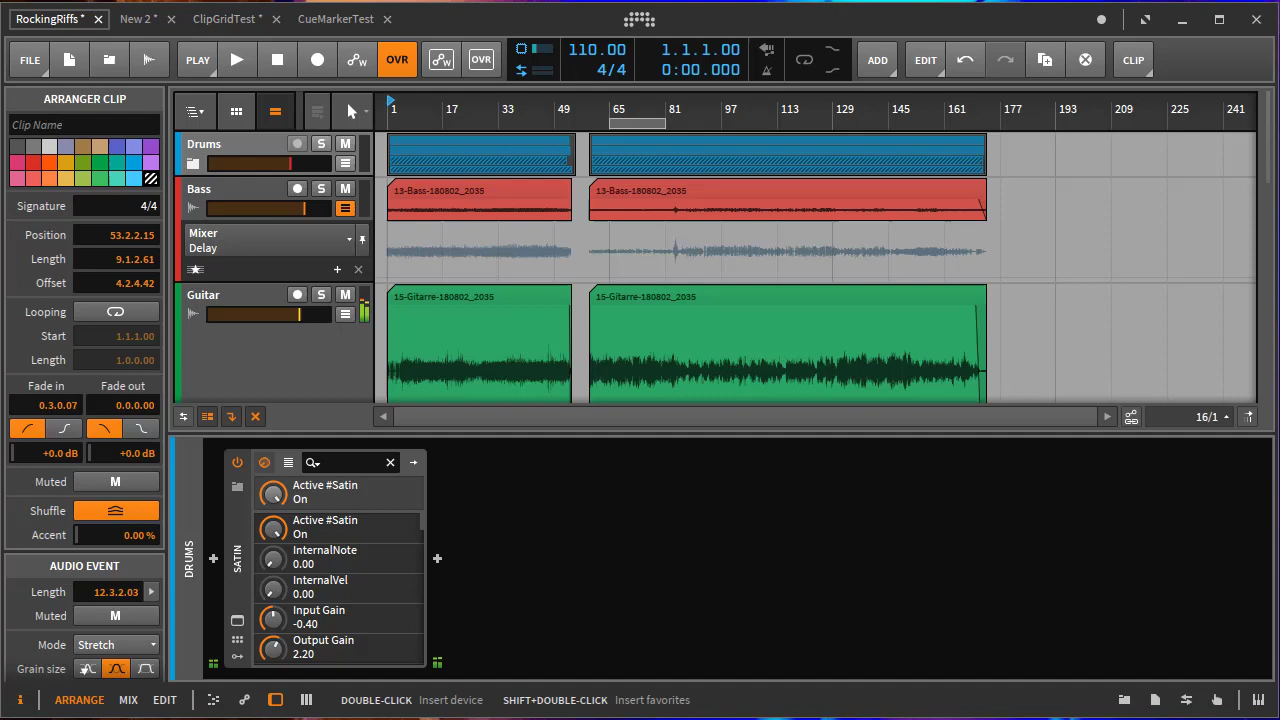 RockingRiffs *
New 2 *
ClipGridTest *
CueMarkerTest
FILE
PLAY
OVR
OVR
110.00
4/4
1.1.1.00
0:00.000
ADD
EDIT
CLIP
ARRANGER CLIP
Clip Name
Signature 4/4
Position 53.2.2.15
Length 9.1.2.61
Offset 4.2.4.42
Looping
Start 1.1.1.00
Length 1.0.0.00
Fade in Fade out
0.3.0.07 0.0.0.00
+0.0 dB +0.0 dB
Muted M
Shuffle
Accent 0.00 %
AUDIO EVENT
Length 12.3.2.03
Muted M
Mode Stretch
Grain size
1 17 33 49 65 81 97 113 129 145 161 177 193 209 225 241
Drums S M
Bass S M
13-Bass-180802_2035
13-Bass-180802_2035
Mixer
Delay
Guitar S M
15-Gitarre-180802_2035
15-Gitarre-180802_2035
16/1
DRUMS
SATIN
Active #Satin
On
Active #Satin
On
InternalNote
0.00
InternalVel
0.00
Input Gain
-0.40
Output Gain
2.20
i ARRANGE MIX EDIT
DOUBLE-CLICK Insert device SHIFT+DOUBLE-CLICK Insert favorites